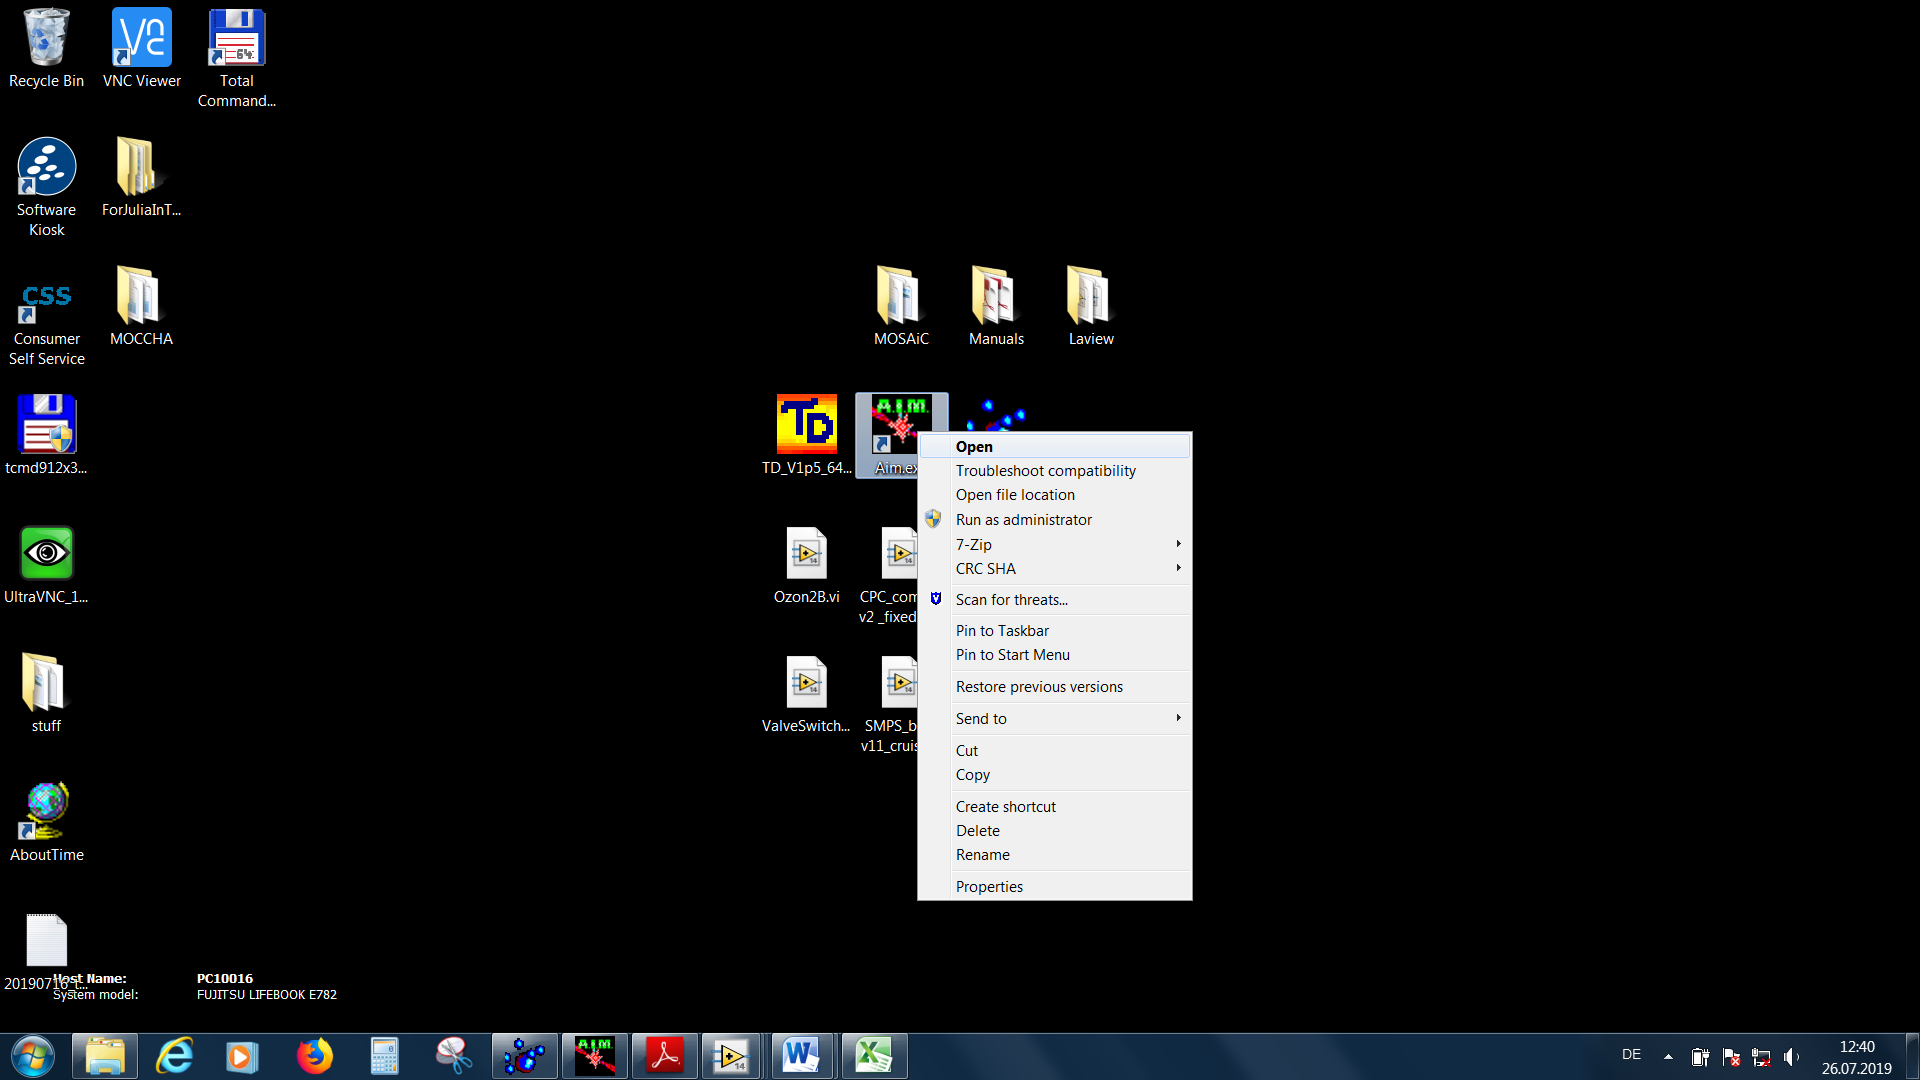 Recycle Bin
VNC Viewer
64
Total
Command...
Software
Kiosk
ForJuliaInT...
css
Consumer
Self Service
MOCCHA
MOSAiC
Manuals
Laview
tcmd912x3...
TD
TD_V1p5_64...
A.I.M.
Aim.ex
UltraVNC_1...
Ozon2B.vi
CPC_com
v2 _fixed
stuff
ValveSwitch...
SMPS_b
v11_cruis
AboutTime
20190716_t...
Open
Troubleshoot compatibility
Open file location
Run as administrator
7-Zip
CRC SHA
Scan for threats...
Pin to Taskbar
Pin to Start Menu
Restore previous versions
Send to
Cut
Copy
Create shortcut
Delete
Rename
Properties
Host Name: PC10016
System model: FUJITSU LIFEBOOK E782
A.I.M.
DE
12:40
26.07.2019